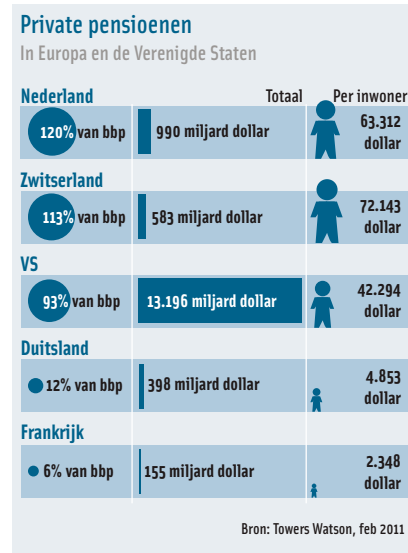 Private pensioenen
In Europa en de Verenigde Staten
Nederland Totaal Per inwoner
120% van bbp 990 miljard dollar 63.312 dollar
Zwitserland
113% van bbp 583 miljard dollar 72.143 dollar
VS
93% van bbp 13.196 miljard dollar 42.294 dollar
Duitsland
12% van bbp 398 miljard dollar 4.853 dollar
Frankrijk
6% van bbp 155 miljard dollar 2.348 dollar
Bron: Towers Watson, feb 2011